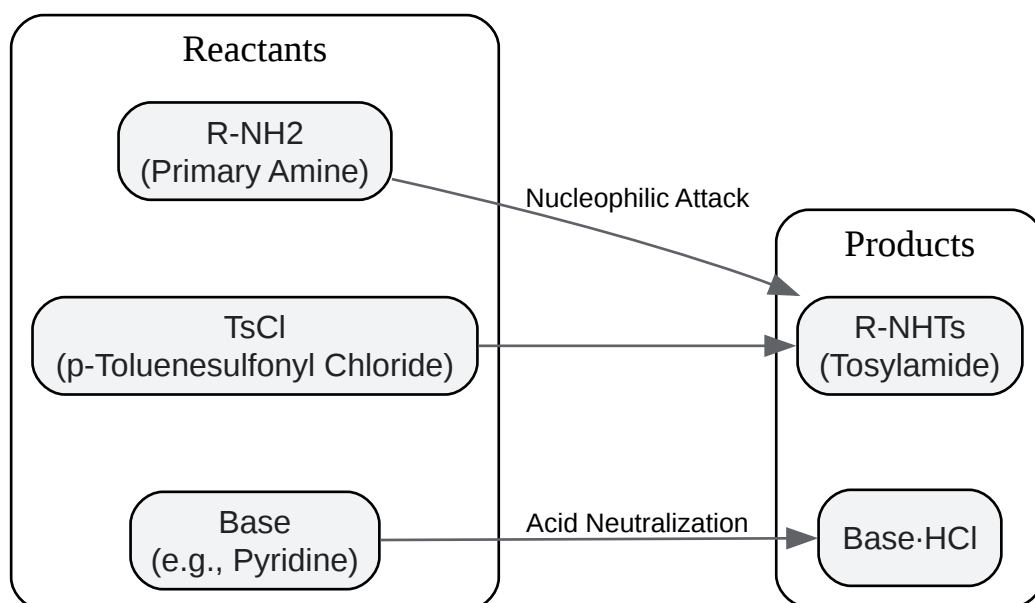 Reactants
R-NH2
(Primary Amine)
Nucleophilic Attack
Products
TsCl
(p-Toluenesulfonyl Chloride)
R-NHTs
(Tosylamide)
Base
(e.g., Pyridine)
Acid Neutralization
Base·HCl